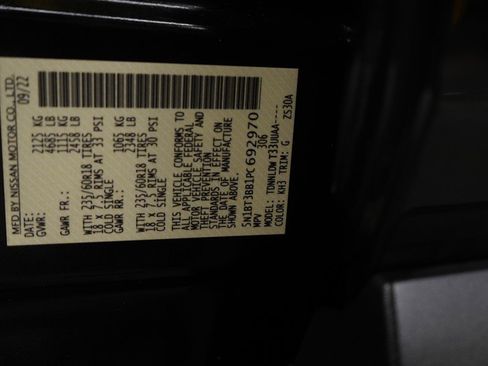 MFD BY NISSAN MOTOR CO., LTD.
DATE: 09/22
GVWR: 2125 KG
4685 LB
GAWR FR.: 1115 KG
2458 LB
WITH 235/60R18 TIRES
18 X 7.5J RIMS AT 33 PSI
COLD SINGLE
GAWR RR.: 1065 KG
2348 LB
WITH 235/60R18 TIRES
18 X 7.5J RIMS AT 30 PSI
COLD SINGLE
THIS VEHICLE CONFORMS TO
ALL APPLICABLE FEDERAL
MOTOR VEHICLE SAFETY AND
THEFT PREVENTION STANDARDS IN EFFECT ON
THE DATE OF MANUFACTURE
SHOWN ABOVE.
5N1BT3BB1PC692970
MPV 306
MODEL: T33UUAA----
COLOR: KH3 TRIM: G ZS30A